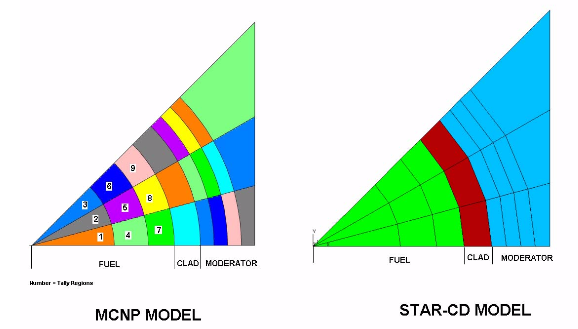 3
6
9
2
5
8
1
4
7
FUEL
CLAD
MODERATOR
Number = Tally Regions
MCNP MODEL
Y
FUEL
CLAD
MODERATOR
STAR-CD MODEL